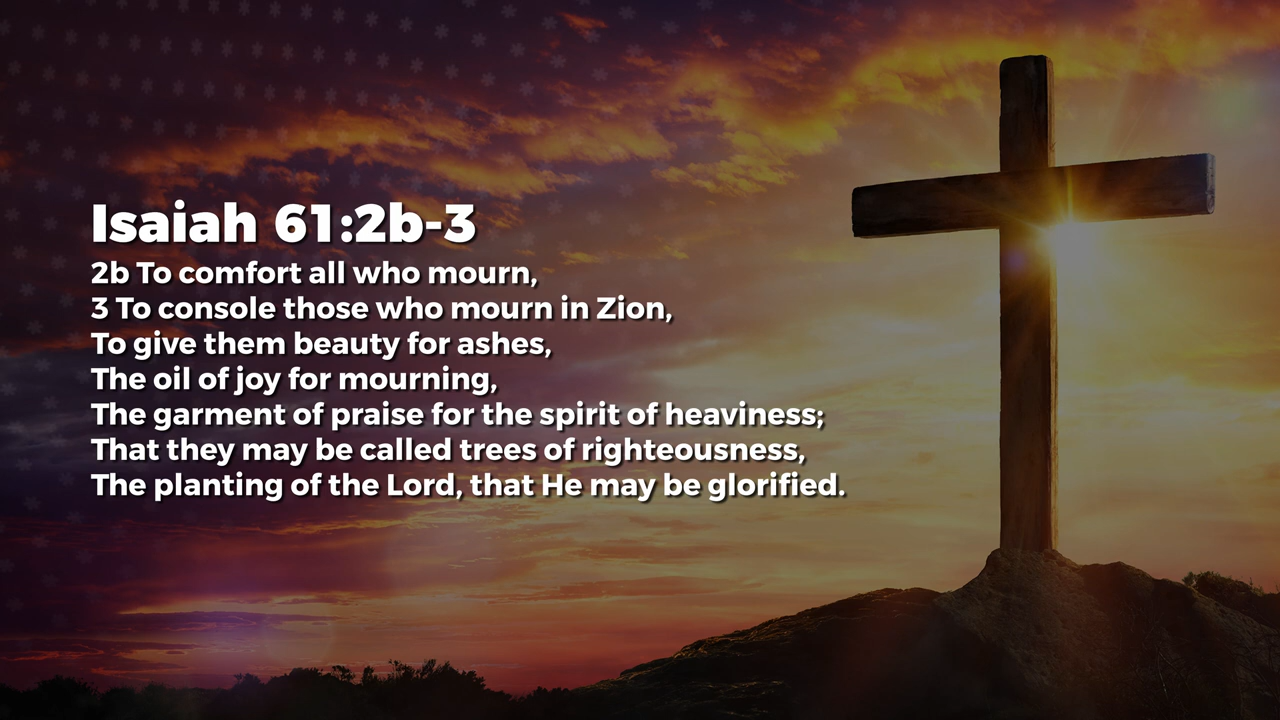 Isaiah 61:2b-3
2b To comfort all who mourn,
3 To console those who mourn in Zion,
To give them beauty for ashes,
The oil of joy for mourning,
The garment of praise for the spirit of heaviness;
That they may be called trees of righteousness,
The planting of the Lord, that He may be glorified.